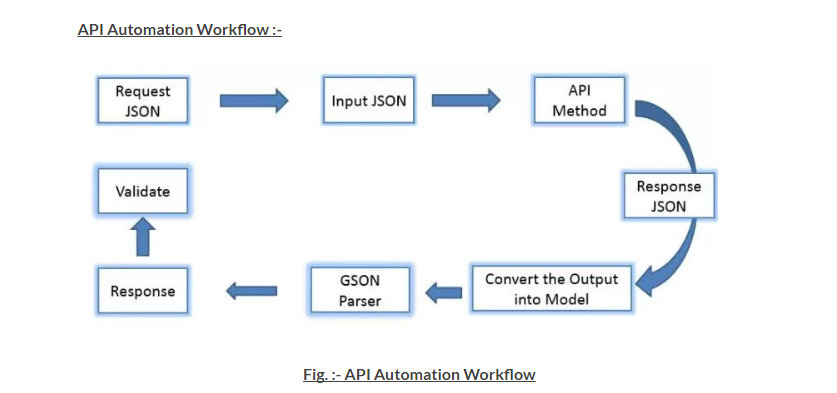 API Automation Workflow :-
Request
JSON
Input JSON
API
Method
Response
JSON
Convert the Output
into Model
GSON
Parser
Response
Validate
Fig. :- API Automation Workflow